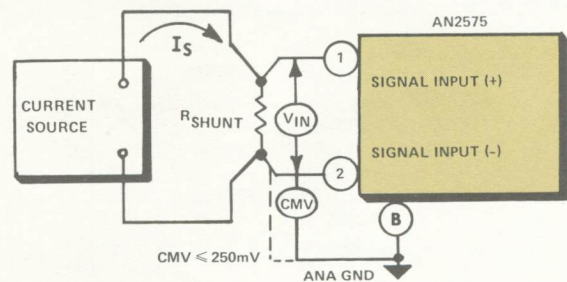 AN2575
I_S
1
SIGNAL INPUT (+)
CURRENT
SOURCE
R_SHUNT
V_IN
SIGNAL INPUT (-)
2
CMV
B
CMV ⩽ 250mV
ANA GND